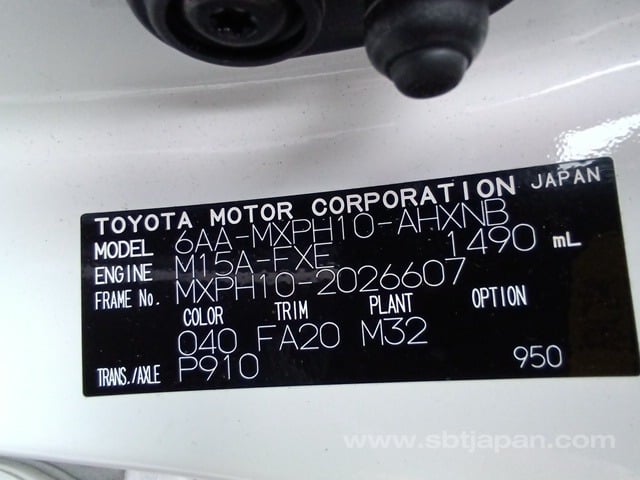 TOYOTA MOTOR CORPORATION JAPAN
MODEL 6AA-MXPH10-AHXNB
ENGINE M15A-FXE 1490 mL
FRAME No. MXPH10-2026607
COLOR TRIM PLANT OPTION
040 FA20 M32
TRANS./AXLE P910 950
www.sbtjapan.com